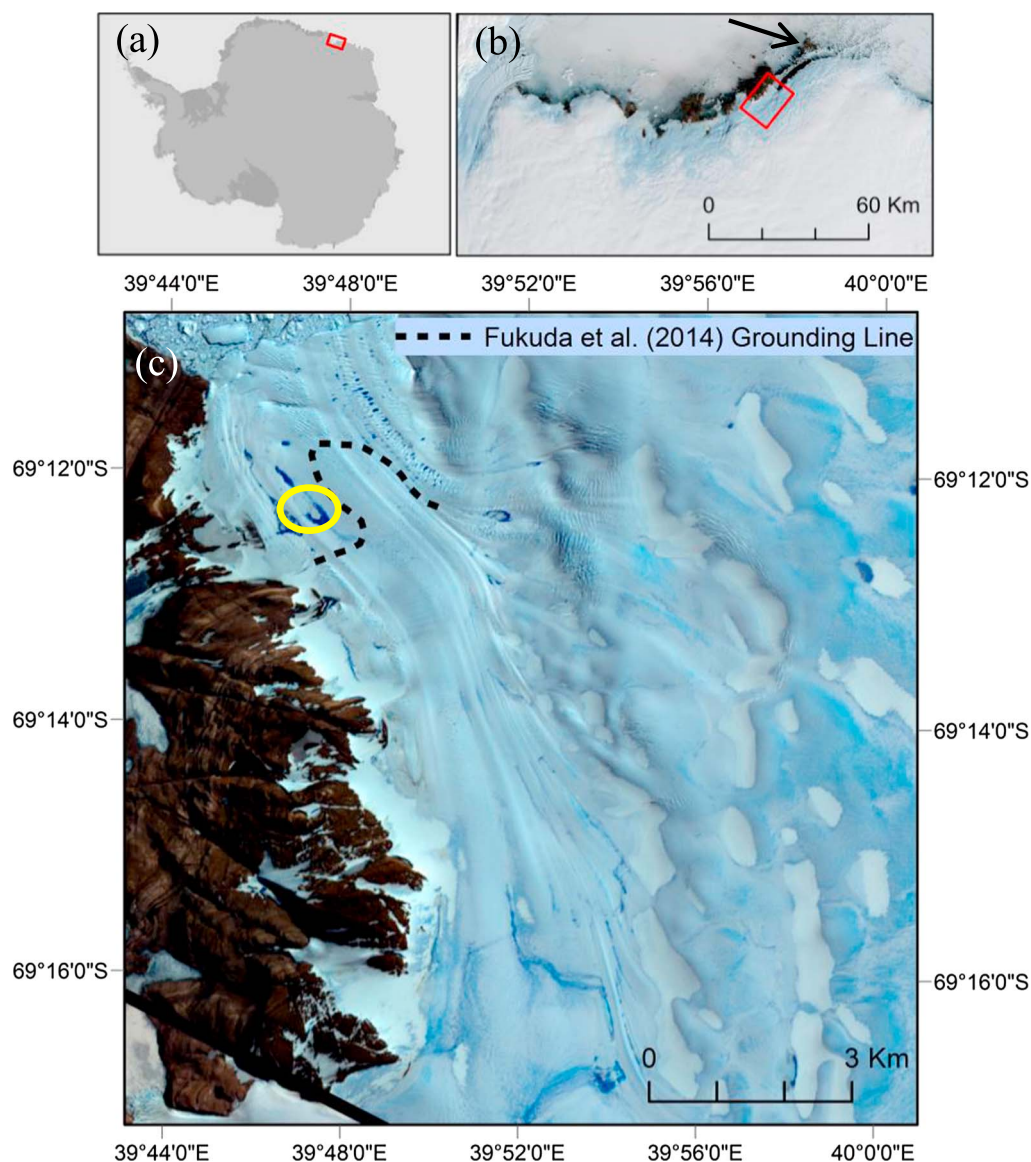 (a)
(b)
0 60 Km
39°44'0"E 39°48'0"E 39°52'0"E 39°56'0"E 40°0'0"E
Fukuda et al. (2014) Grounding Line
(c)
69°12'0"S 69°12'0"S
69°14'0"S 69°14'0"S
69°16'0"S 69°16'0"S
0 3 Km
39°44'0"E 39°48'0"E 39°52'0"E 39°56'0"E 40°0'0"E